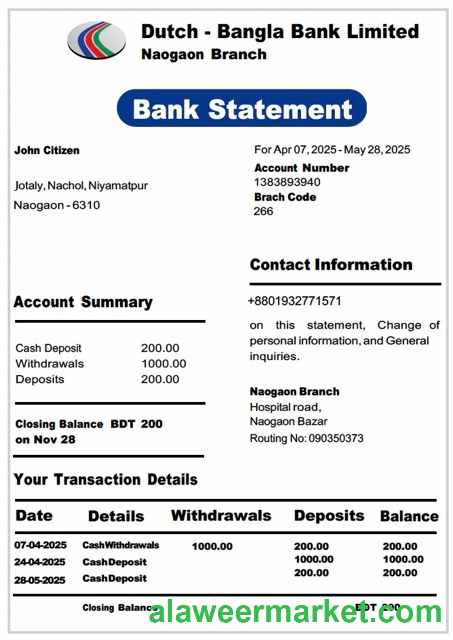 Dutch - Bangla Bank Limited
Naogaon Branch
Bank Statement
John Citizen
Jotaly, Nachol, Niyamatpur
Naogaon - 6310
For Apr 07, 2025 - May 28, 2025
Account Number
1383893940
Brach Code
266
Contact Information
+8801932771571
on this statement, Change of
personal information, and General
inquiries.
Account Summary
Cash Deposit 200.00
Withdrawals 1000.00
Deposits 200.00
Closing Balance BDT 200
on Nov 28
Naogaon Branch
Hospital road,
Naogaon Bazar
Routing No: 090350373
Your Transaction Details
Date Details Withdrawals Deposits Balance
07-04-2025 CashWithdrawals 1000.00 200.00 200.00
24-04-2025 CashDeposit 1000.00 1000.00
28-05-2025 CashDeposit 200.00 200.00
Closing Balance BDT 200
alaweermarket.com